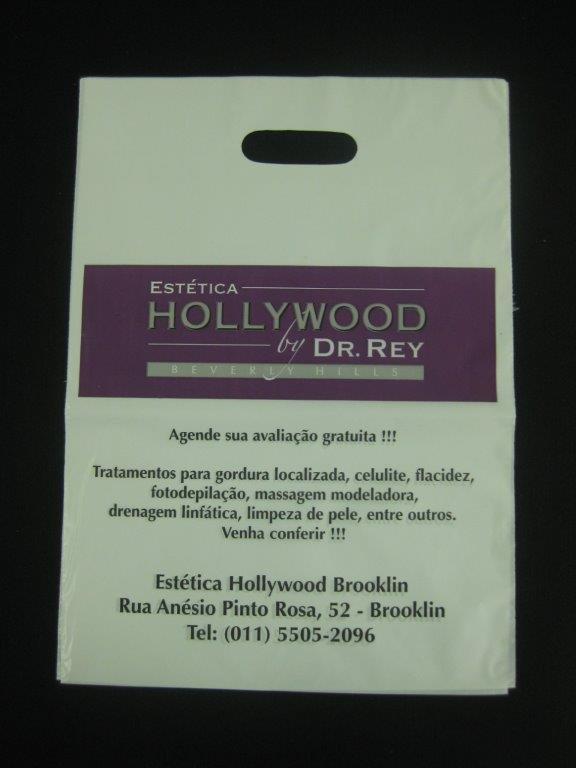 ESTÉTICA
HOLLYWOOD
by DR. REY
BEVERLY HILLS
Agende sua avaliação gratuita !!!
Tratamentos para gordura localizada, celulite, flacidez,
fotodepilação, massagem modeladora,
drenagem linfática, limpeza de pele, entre outros.
Venha conferir !!!
Estética Hollywood Brooklin
Rua Anésio Pinto Rosa, 52 - Brooklin
Tel: (011) 5505-2096